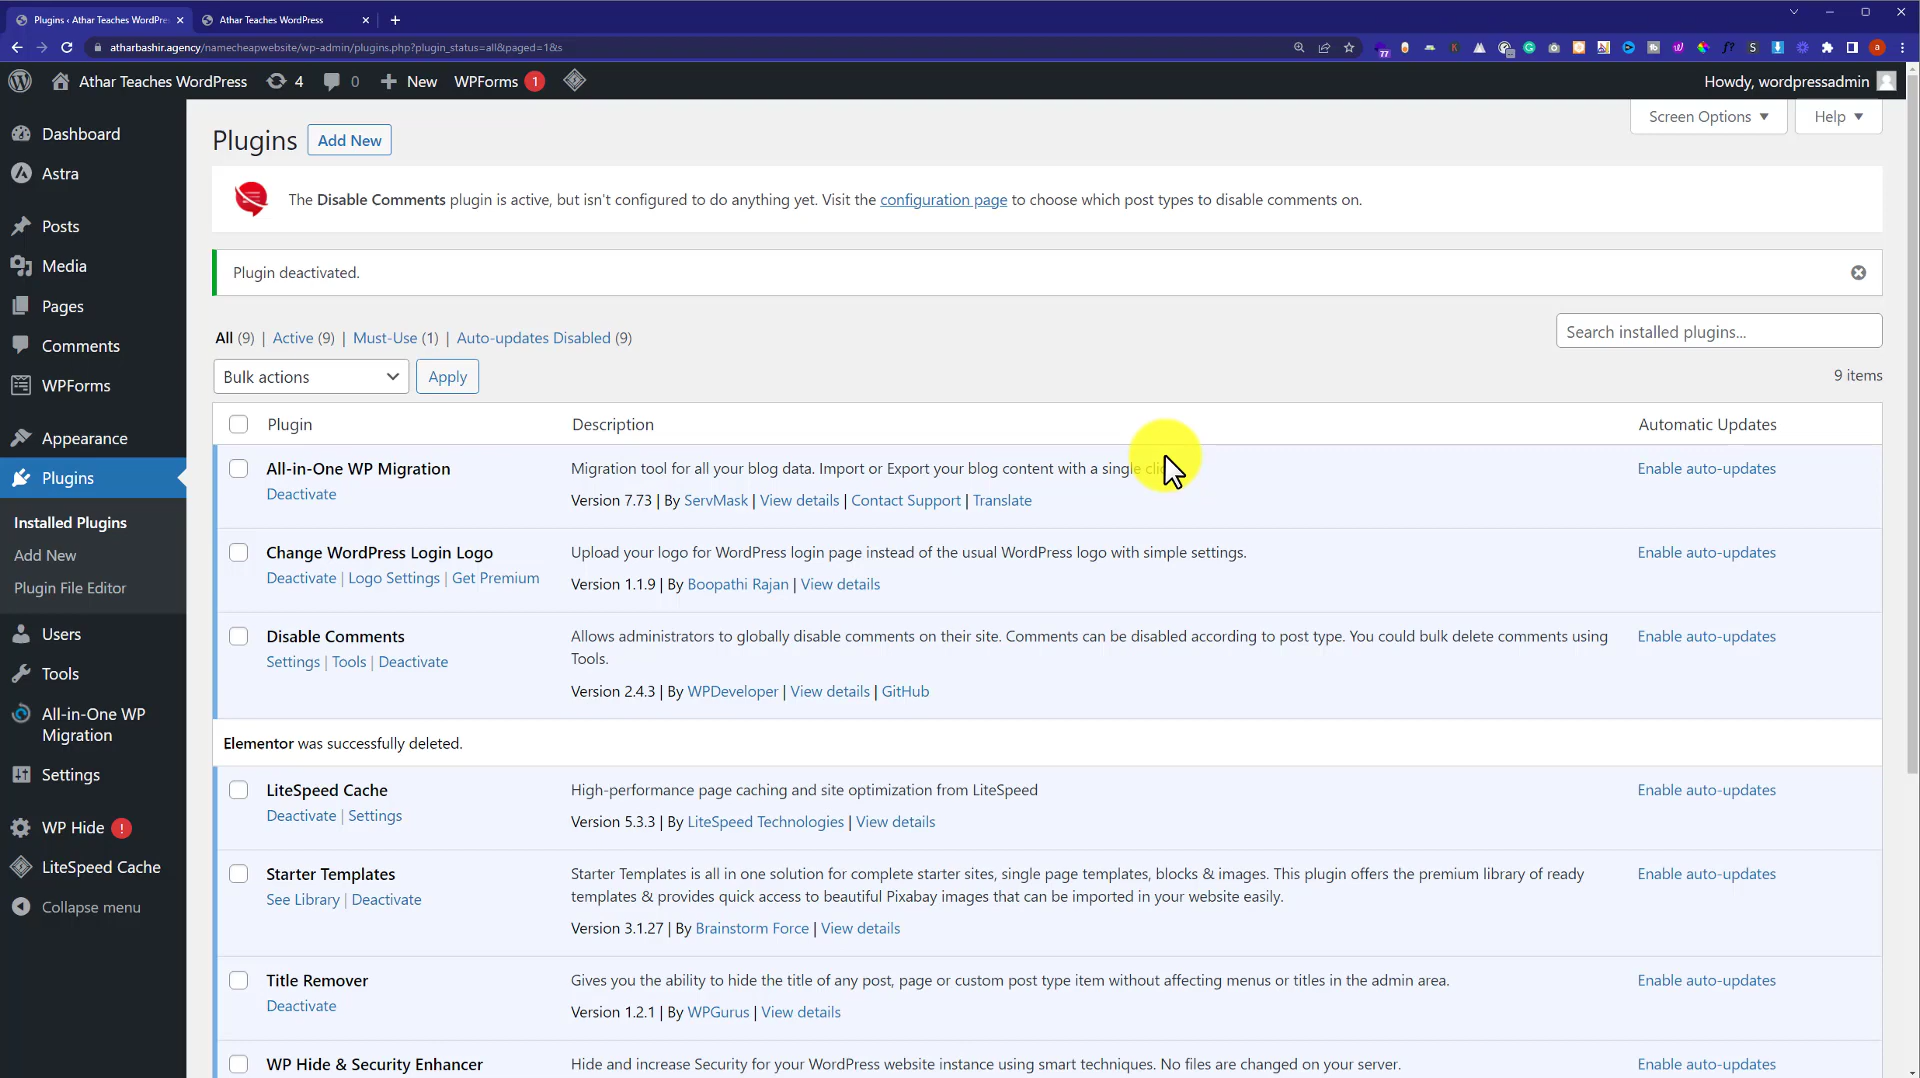 Plugins ‹ Athar Teaches WordPre
Athar Teaches WordPress
atharbashir.agency/namecheapwebsite/wp-admin/plugins.php?plugin_status=all&paged=1&s
Athar Teaches WordPress
4
0
New
WPForms 1
Howdy, wordpressadmin
Dashboard
Astra
Posts
Media
Pages
Comments
WPForms
Appearance
Plugins
Installed Plugins
Add New
Plugin File Editor
Users
Tools
All-in-One WP
Migration
Settings
WP Hide !
LiteSpeed Cache
Collapse menu
Screen Options
Help
Plugins Add New
The Disable Comments plugin is active, but isn't configured to do anything yet. Visit the configuration page to choose which post types to disable comments on.
Plugin deactivated.
All (9) | Active (9) | Must-Use (1) | Auto-updates Disabled (9)
Search installed plugins...
Bulk actions
Apply
9 items
Plugin
Description
Automatic Updates
All-in-One WP Migration
Deactivate
Migration tool for all your blog data. Import or Export your blog content with a single
Version 7.73 | By ServMask | View details | Contact Support | Translate
Enable auto-updates
Change WordPress Login Logo
Deactivate | Logo Settings | Get Premium
Upload your logo for WordPress login page instead of the usual WordPress logo with simple settings.
Version 1.1.9 | By Boopathi Rajan | View details
Enable auto-updates
Disable Comments
Settings | Tools | Deactivate
Allows administrators to globally disable comments on their site. Comments can be disabled according to post type. You could bulk delete comments using
Tools.
Version 2.4.3 | By WPDeveloper | View details | GitHub
Enable auto-updates
Elementor was successfully deleted.
LiteSpeed Cache
Deactivate | Settings
High-performance page caching and site optimization from LiteSpeed
Version 5.3.3 | By LiteSpeed Technologies | View details
Enable auto-updates
Starter Templates
See Library | Deactivate
Starter Templates is all in one solution for complete starter sites, single page templates, blocks & images. This plugin offers the premium library of ready
templates & provides quick access to beautiful Pixabay images that can be imported in your website easily.
Version 3.1.27 | By Brainstorm Force | View details
Enable auto-updates
Title Remover
Deactivate
Gives you the ability to hide the title of any post, page or custom post type item without affecting menus or titles in the admin area.
Version 1.2.1 | By WPGurus | View details
Enable auto-updates
WP Hide & Security Enhancer
Hide and increase Security for your WordPress website instance using smart techniques. No files are changed on your server.
Enable auto-updates